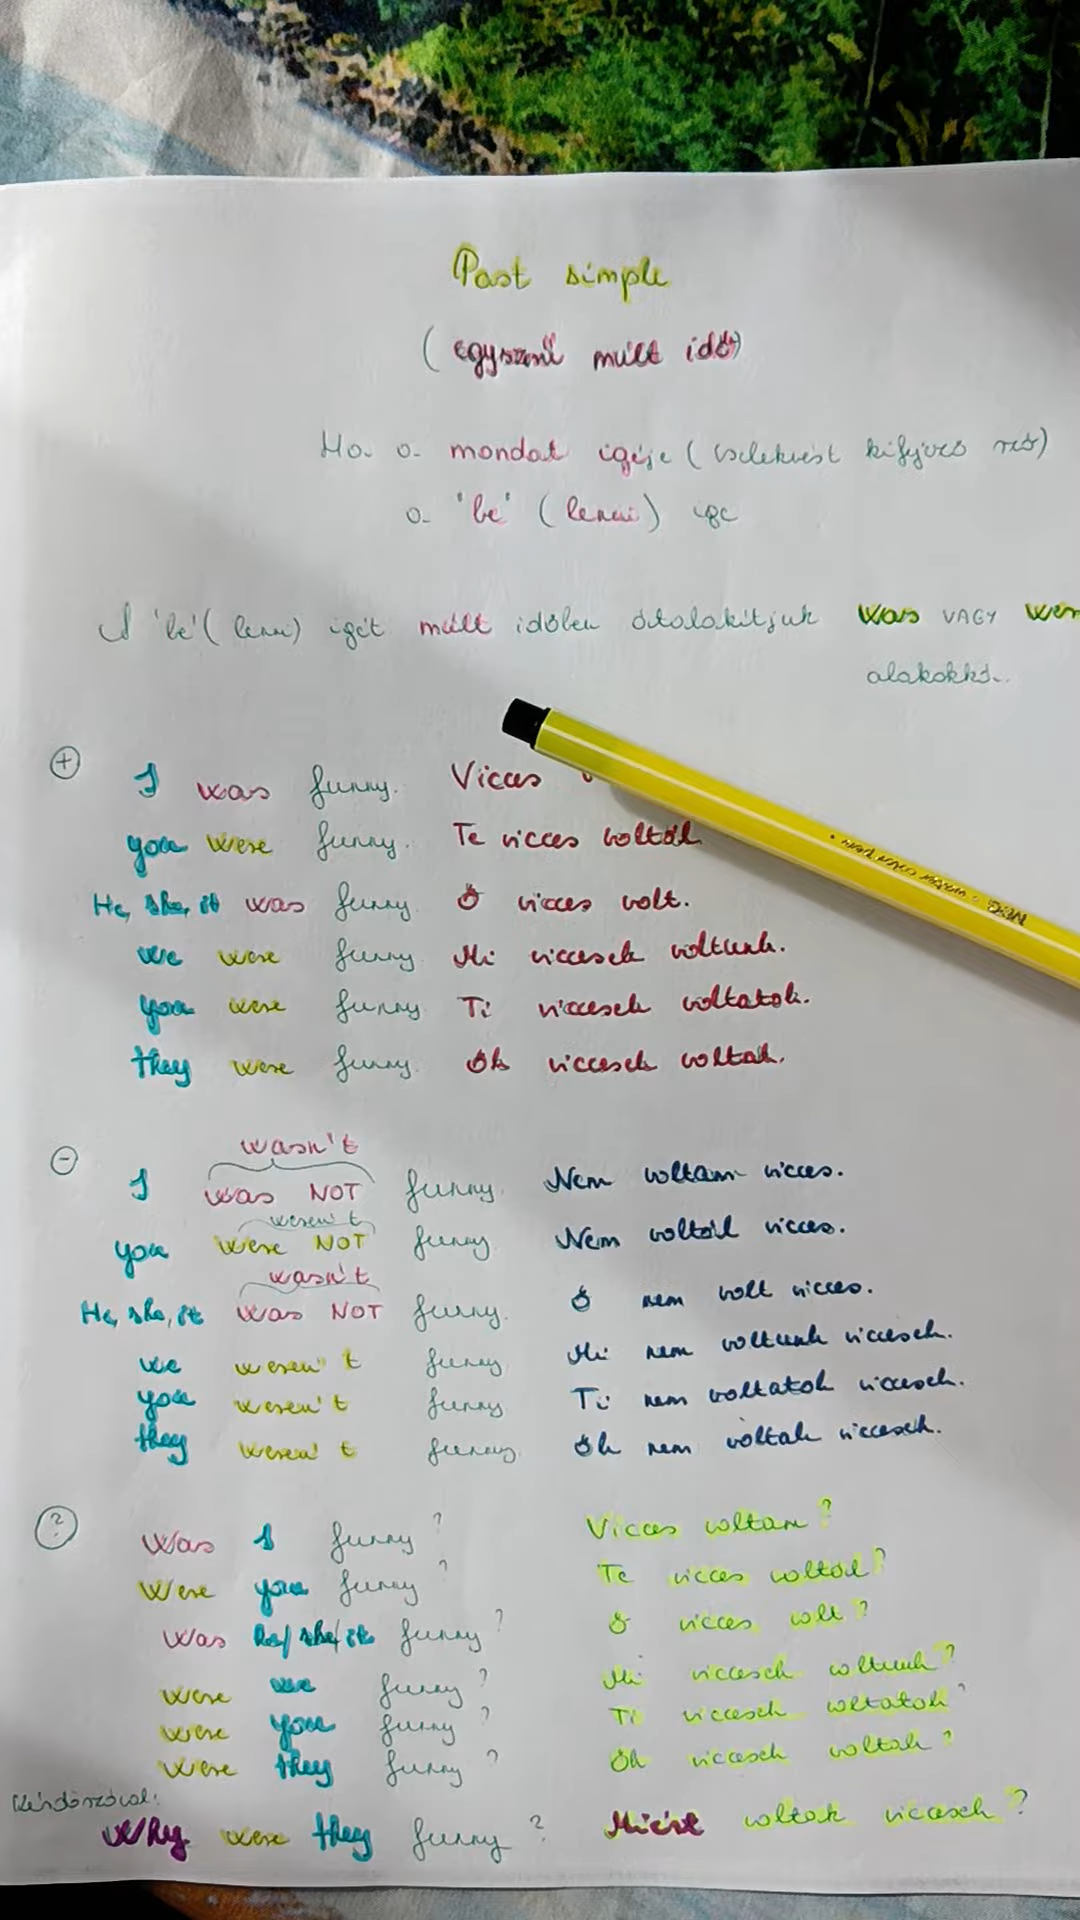 Past simple
(egyszerű múlt idő)
Ha a mondat igéje (cselekvést kifejező szó)
a 'be' (lenni) ige
A 'be' (lenni) igét múlt időben átalakítjuk was VAGY wer
alakokká.
+ I was funny. Vicces
you were funny. Te vicces voltál
He, she, it was funny. Ő vicces volt.
we were funny. Mi viccesek voltunk.
you were funny. Ti viccesek voltatok.
they were funny. Ők viccesek voltak.
wasn't
- I was NOT funny. Nem voltam vicces.
weren't
you were NOT funny. Nem voltál vicces.
wasn't
He, she, it was NOT funny. Ő nem volt vicces.
we weren't funny. Mi nem voltunk viccesek.
you weren't funny. Ti nem voltatok viccesek.
they weren't funny. Ők nem voltak viccesek.
? Was I funny? Vicces voltam?
Were you funny? Te vicces voltál?
Was he/she/it funny? Ő vicces volt?
were we funny? Mi viccesek voltunk?
were you funny? Ti viccesek voltatok?
were they funny? Ők viccesek voltak?
Kérdőszóval:
Why were they funny? Miért voltak viccesek?